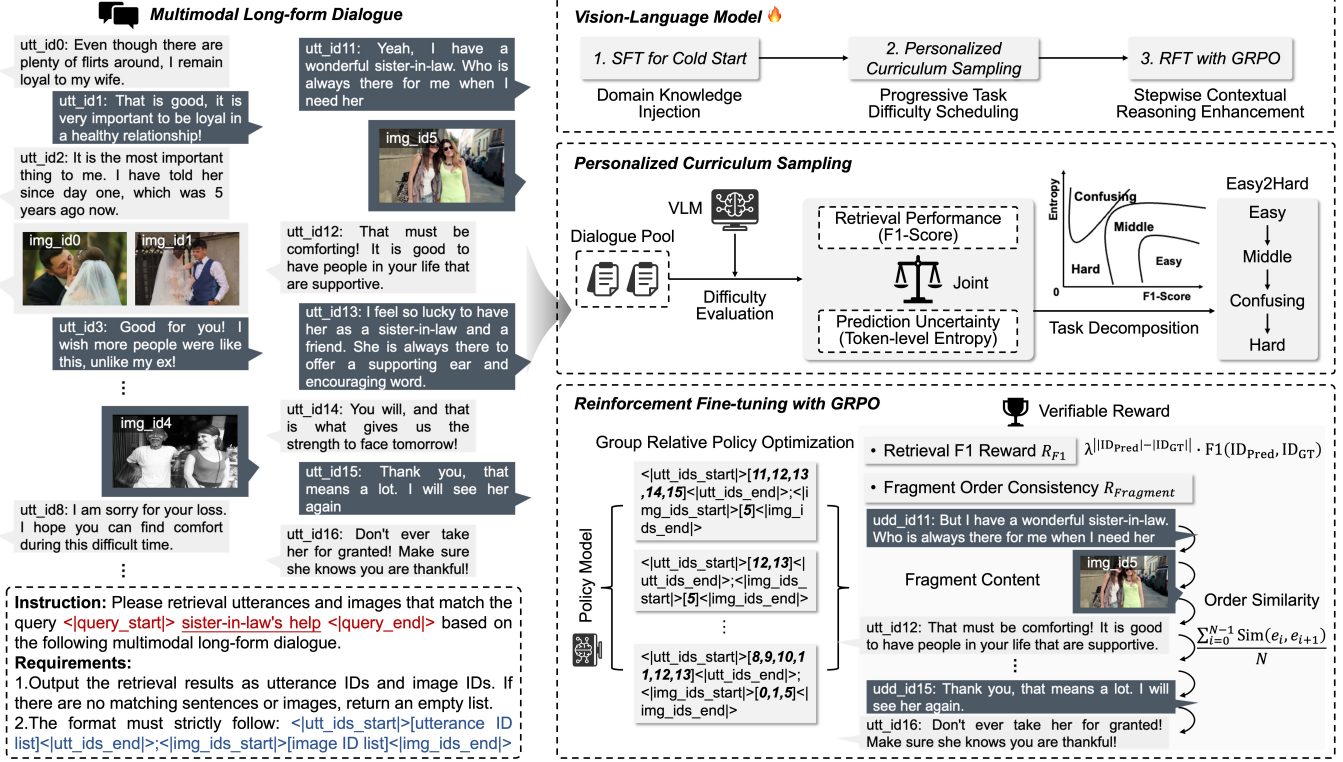 Multimodal Long-form Dialogue
utt_id0: Even though there are
plenty of flirts around, I remain
loyal to my wife.
utt_id1: That is good, it is
very important to be loyal in
a healthy relationship!
utt_id2: It is the most important
thing to me. I have told her
since day one, which was 5
years ago now.
img_id0
img_id1
utt_id3: Good for you! I
wish more people were like
this, unlike my ex!
⋮
img_id4
utt_id8: I am sorry for your loss.
I hope you can find comfort
during this difficult time.
⋮
utt_id11: Yeah, I have a
wonderful sister-in-law. Who is
always there for me when I
need her
img_id5
utt_id12: That must be
comforting! It is good to
have people in your life that
are supportive.
utt_id13: I feel so lucky to have
her as a sister-in-law and a
friend. She is always there to
offer a supporting ear and
encouraging word.
utt_id14: You will, and that
is what gives us the
strength to face tomorrow!
utt_id15: Thank you, that
means a lot. I will see her
again
utt_id16: Don't ever take
her for granted! Make sure
she knows you are thankful!
Instruction: Please retrieval utterances and images that match the
query <|query_start|> sister-in-law's help <|query_end|> based on
the following multimodal long-form dialogue.
Requirements:
1.Output the retrieval results as utterance IDs and image IDs. If
there are no matching sentences or images, return an empty list.
2.The format must strictly follow: <|utt_ids_start|>[utterance ID
list]<|utt_ids_end|>;<|img_ids_start|>[image ID list]<|img_ids_end|>
Vision-Language Model
1. SFT for Cold Start
Domain Knowledge
Injection
2. Personalized
Curriculum Sampling
Progressive Task
Difficulty Scheduling
3. RFT with GRPO
Stepwise Contextual
Reasoning Enhancement
Personalized Curriculum Sampling
VLM
Dialogue Pool
Difficulty
Evaluation
Retrieval Performance
(F1-Score)
Joint
Prediction Uncertainty
(Token-level Entropy)
Entropy
Confusing
Middle
Hard
Easy
0
F1-Score
Task Decomposition
Easy2Hard
Easy
Middle
Confusing
Hard
Reinforcement Fine-tuning with GRPO
Group Relative Policy Optimization
Policy Model
<|utt_ids_start|>[11,12,13
,14,15]<|utt_ids_end|>;<|i
mg_ids_start|>[5]<|img_i
ds_end|>
<|utt_ids_start|>[12,13]<|
utt_ids_end|>;<|img_ids_
start|>[5]<|img_ids_end|>
⋮
<|utt_ids_start|>[8,9,10,1
1,12,13]<|utt_ids_end|>;
<|img_ids_start|>[0,1,5]<|
img_ids_end|>
Verifiable Reward
• Retrieval F1 Reward R_{F1}
λ^{||ID_{Pred}|−|ID_{GT}||} · F1(ID_{Pred}, ID_{GT})
• Fragment Order Consistency R_{Fragment}
udd_id11: But I have a wonderful sister-in-law.
Who is always there for me when I need her
Fragment Content
img_id5
utt_id12: That must be comforting! It is good
to have people in your life that are supportive.
⋮
udd_id15: Thank you, that means a lot. I will
see her again.
utt_id16: Don't ever take her for granted!
Make sure she knows you are thankful!
Order Similarity
∑_{i=0}^{N−1} Sim(e_i, e_{i+1})
N